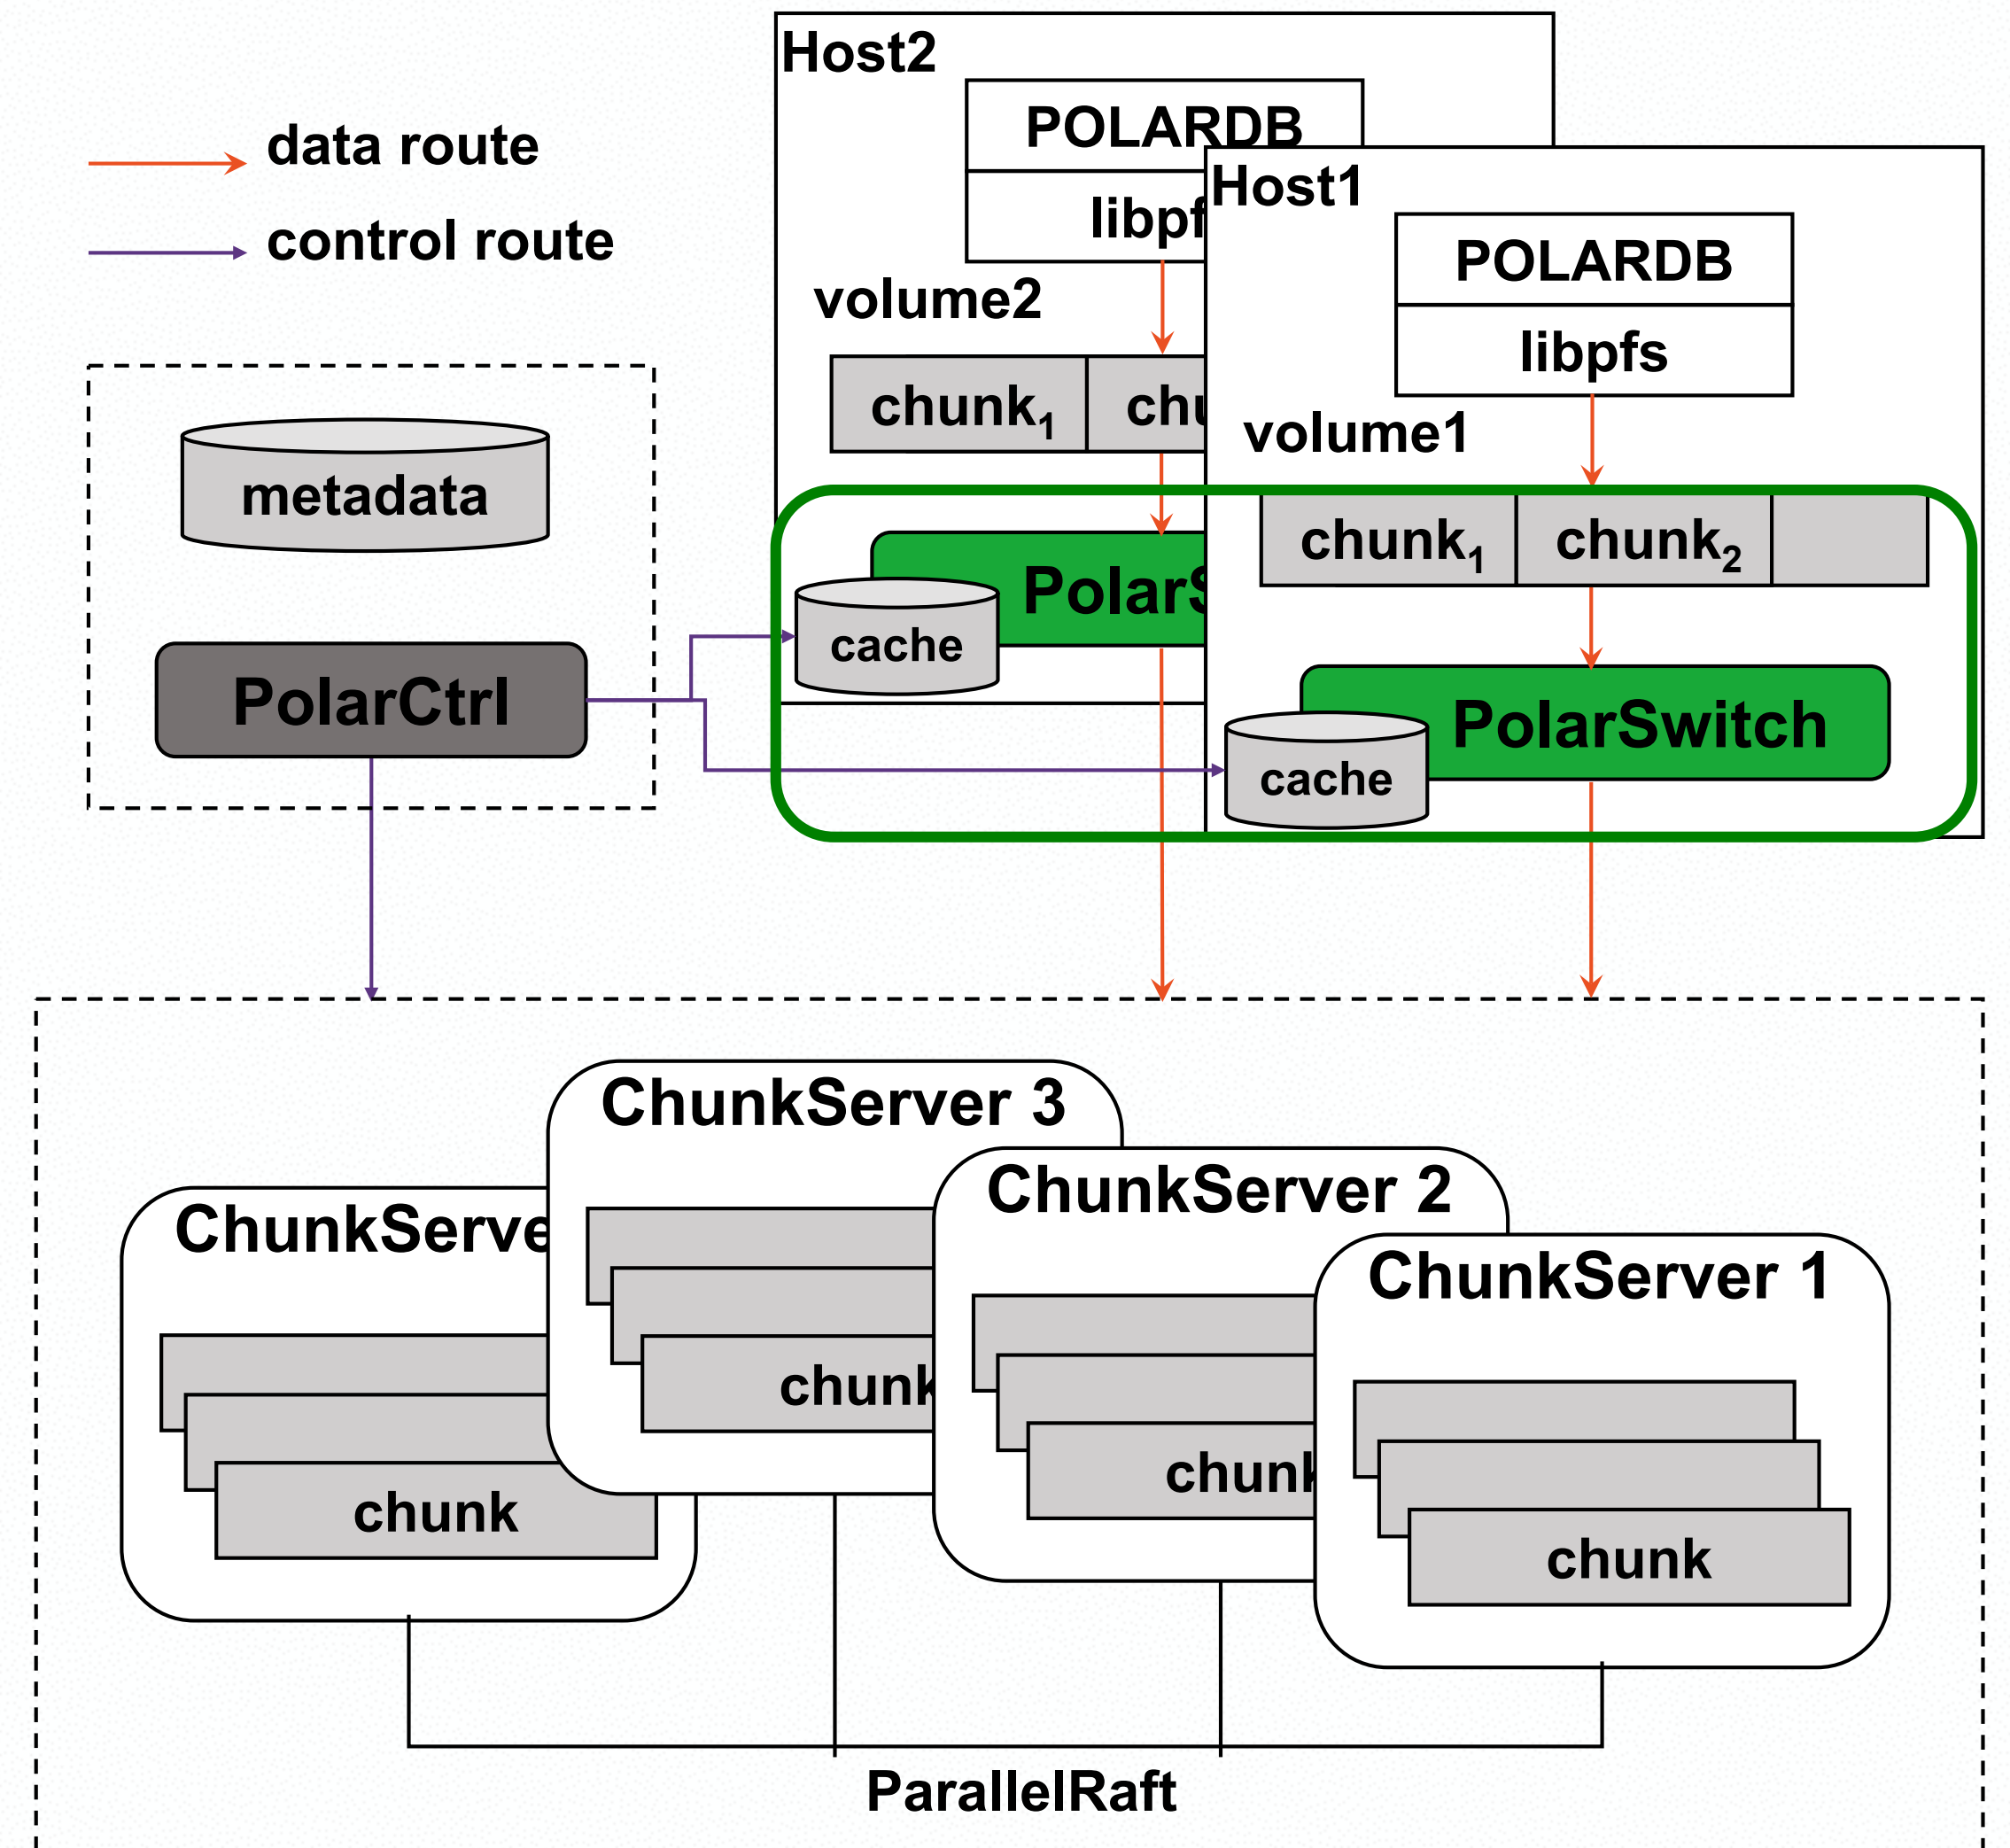 data route
control route
Host2
POLARDB
libpf
volume2
chunk1
chu
PolarS
cache
Host1
POLARDB
libpfs
volume1
chunk1
chunk2
PolarSwitch
cache
metadata
PolarCtrl
ChunkServer 3
chunk
ChunkServer 2
chunk
ChunkServe
chunk
ChunkServer 1
chunk
ParallelRaft